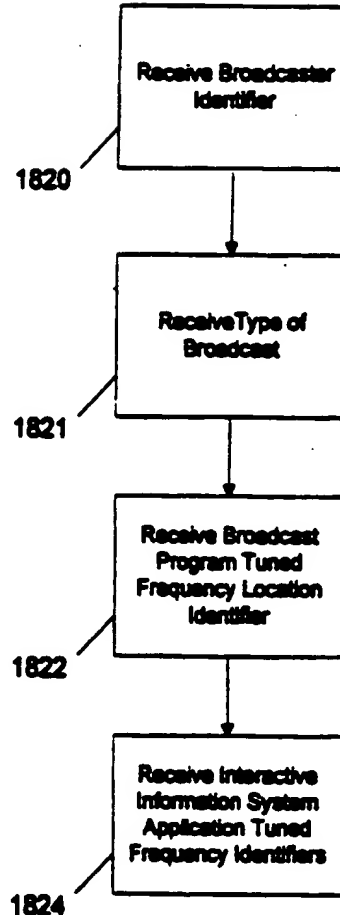 Receive Broadcaster
Identifier
1820
ReceiveType of
Broadcast
1821
Receive Broadcast
Program Tuned
Frequency Location
Identifier
1822
Receive Interactive
Information System
Application Tuned
Frequency Identifiers
1824